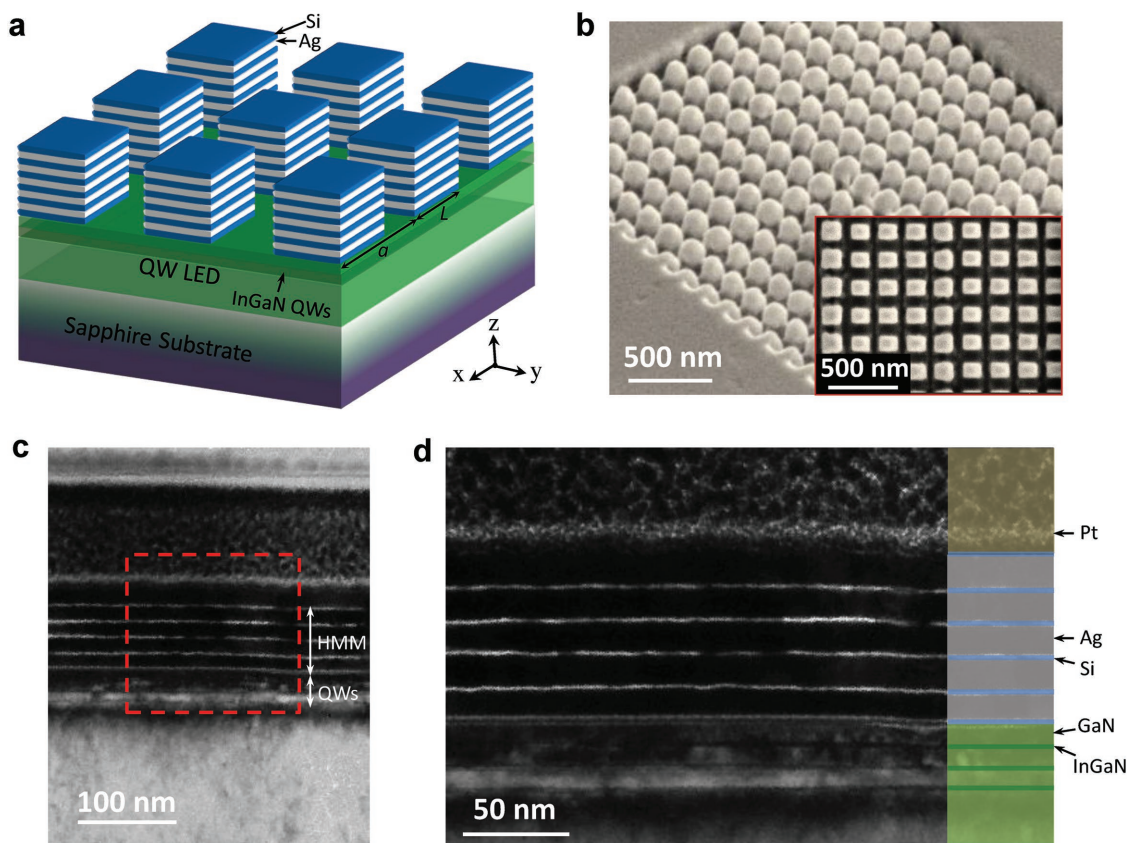 a
Si
Ag
L
a
QW LED
InGaN QWs
Sapphire Substrate
z
x
y
b
500 nm
500 nm
c
HMM
QWs
100 nm
d
Pt
Ag
Si
GaN
InGaN
50 nm